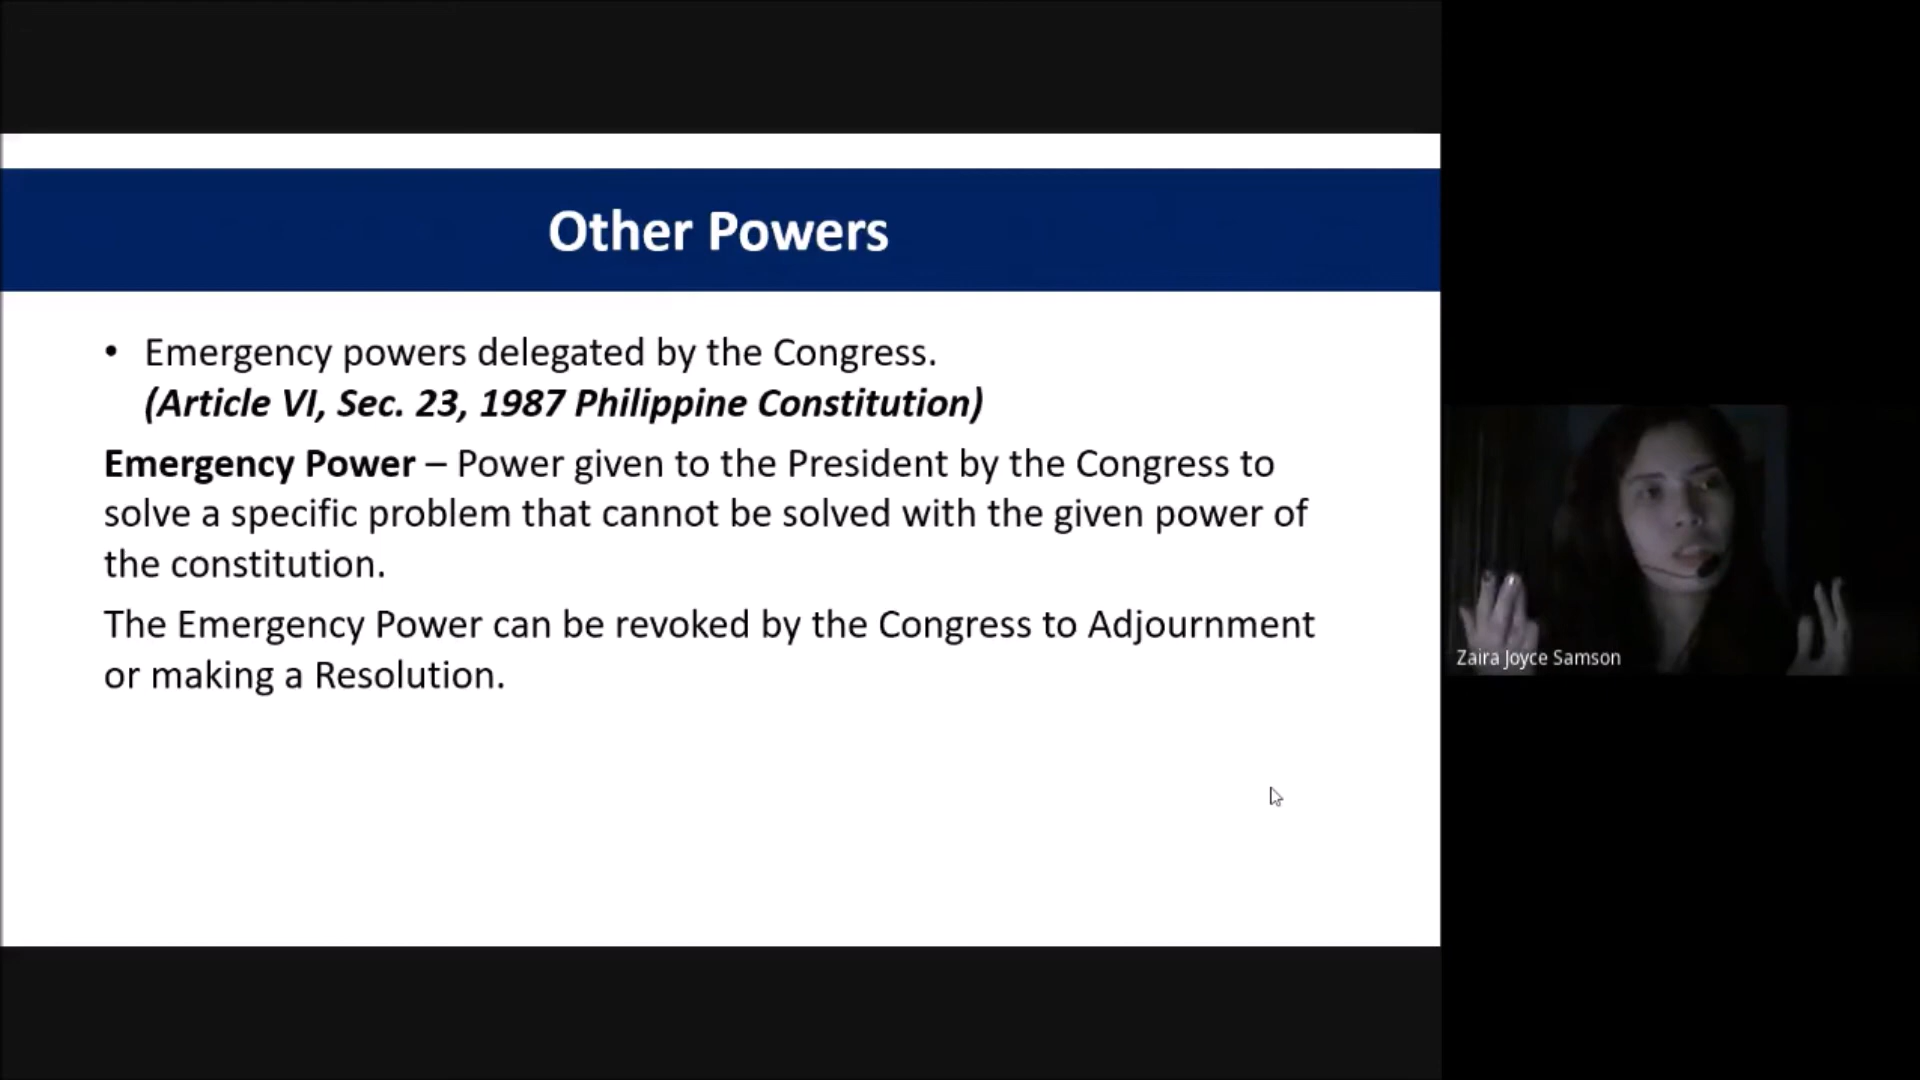 Other Powers
• Emergency powers delegated by the Congress.
(Article VI, Sec. 23, 1987 Philippine Constitution)
Emergency Power – Power given to the President by the Congress to
solve a specific problem that cannot be solved with the given power of
the constitution.
The Emergency Power can be revoked by the Congress to Adjournment
or making a Resolution.
Zaira Joyce Samson